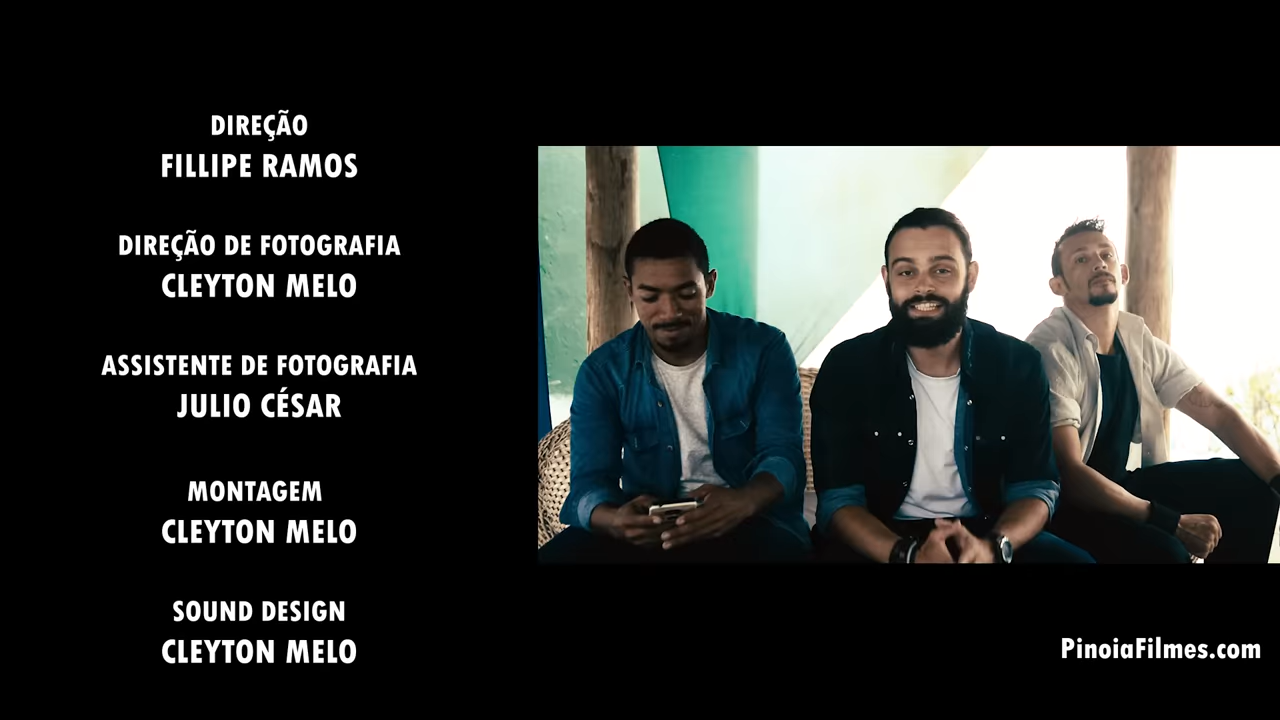 DIREÇÃO
FILLIPE RAMOS
DIREÇÃO DE FOTOGRAFIA
CLEYTON MELO
ASSISTENTE DE FOTOGRAFIA
JULIO CÉSAR
MONTAGEM
CLEYTON MELO
SOUND DESIGN
CLEYTON MELO
PinoiaFilmes.com